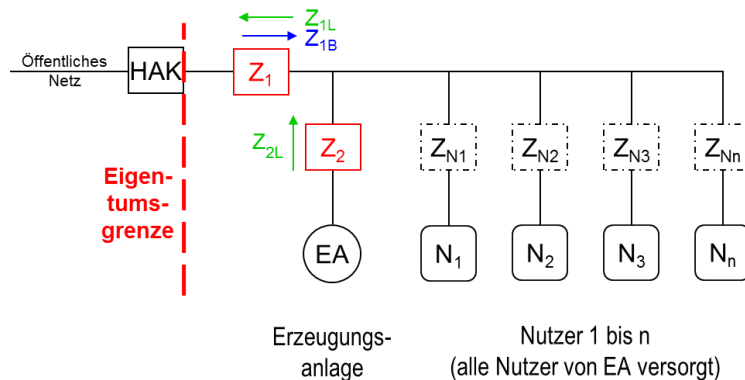 Z1L
Z1B
Öffentliches
Netz
HAK
Z1
Z2L
Z2
ZN1
ZN2
ZN3
ZNn
Eigen-
tums-
grenze
EA
N1
N2
N3
Nn
Erzeugungs-
anlage
Nutzer 1 bis n
(alle Nutzer von EA versorgt)